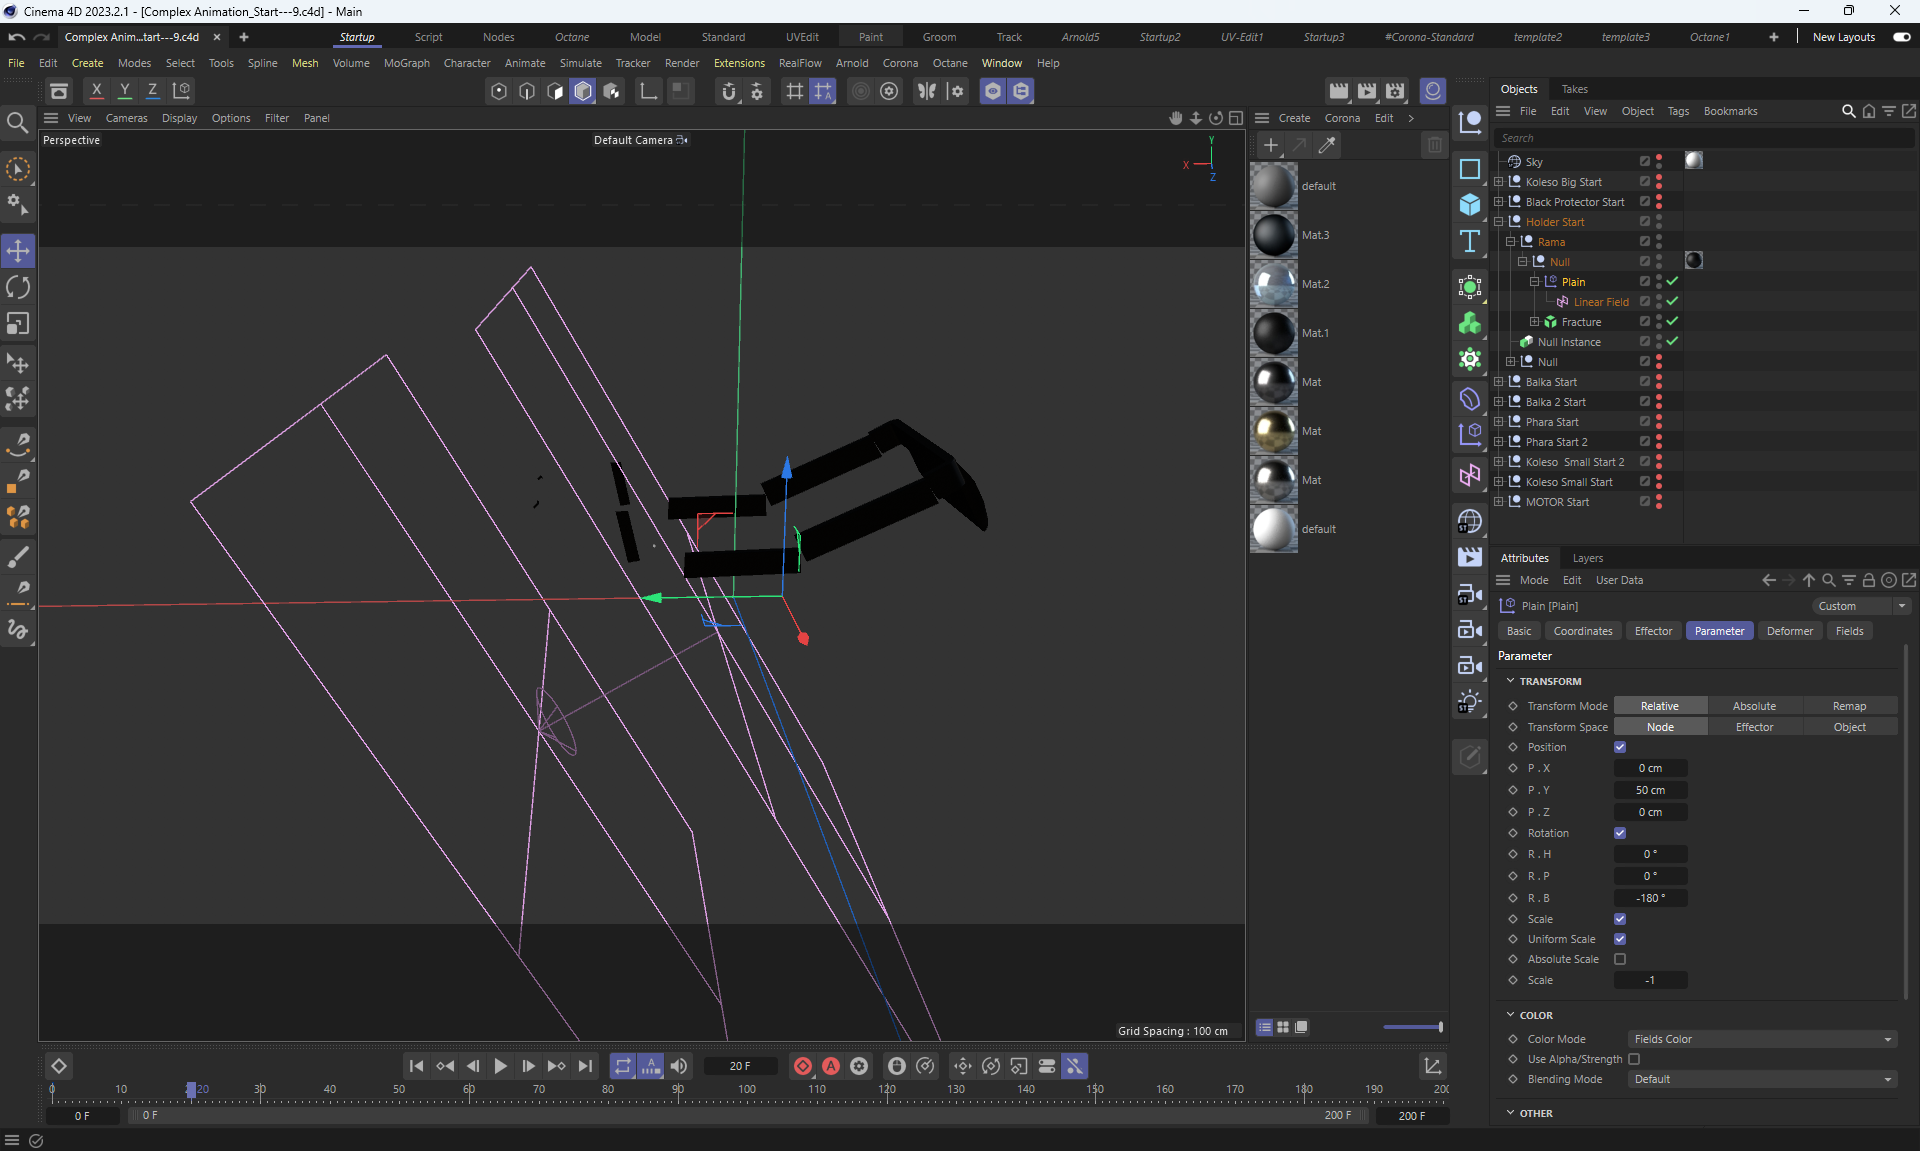 Cinema 4D 2023.2.1 - [Complex Animation_Start---9.c4d] - Main
Complex Anim...tart---9.c4d
Startup Script Nodes Octane Model Standard UVEdit Paint Groom Track Arnold5 Startup2 UV-Edit1 Startup3 #Corona-Standard template2 template3 Octane1 New Layouts
File Edit Create Modes Select Tools Spline Mesh Volume MoGraph Character Animate Simulate Tracker Render Extensions RealFlow Arnold Corona Octane Window Help
X Y Z
View Cameras Display Options Filter Panel
Perspective
Default Camera
Y
X
Z
Grid Spacing : 100 cm
Create Corona Edit
default
Mat.3
Mat.2
Mat.1
Mat
Mat
Mat
default
Objects Takes
File Edit View Object Tags Bookmarks
Search
Sky
Koleso Big Start
Black Protector Start
Holder Start
Rama
Null
Plain
Linear Field
Fracture
Null Instance
Null
Balka Start
Balka 2 Start
Phara Start
Phara Start 2
Koleso Small Start 2
Koleso Small Start
MOTOR Start
Attributes Layers
Mode Edit User Data
Plain [Plain]
Custom
Basic Coordinates Effector Parameter Deformer Fields
Parameter
TRANSFORM
Transform Mode Relative Absolute Remap
Transform Space Node Effector Object
Position
P . X 0 cm
P . Y 50 cm
P . Z 0 cm
Rotation
R . H 0 °
R . P 0 °
R . B -180 °
Scale
Uniform Scale
Absolute Scale
Scale -1
COLOR
Color Mode Fields Color
Use Alpha/Strength
Blending Mode Default
OTHER
20 F
0 10 20 30 40 50 60 70 80 90 100 110 120 130 140 150 160 170 180 190 200
0 F 0 F 200 F 200 F